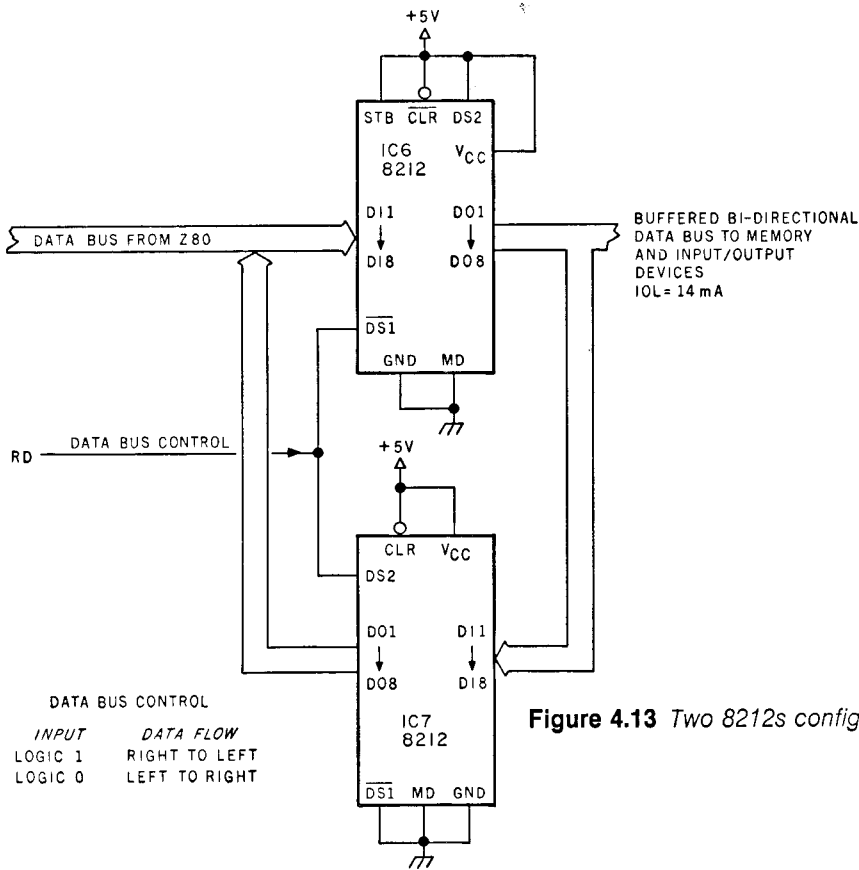 +5V
STB CLR DS2
IC6
8212
VCC
DI1
DI8
DO1
DO8
DS1
GND MD
DATA BUS FROM Z80
BUFFERED BI-DIRECTIONAL
DATA BUS TO MEMORY
AND INPUT/OUTPUT
DEVICES
IOL=14mA
RD
DATA BUS CONTROL
+5V
CLR VCC
DS2
DO1
DO8
DI1
DI8
IC7
8212
DS1 MD GND
DATA BUS CONTROL
INPUT DATA FLOW
LOGIC 1 RIGHT TO LEFT
LOGIC 0 LEFT TO RIGHT
Figure 4.13 Two 8212s config